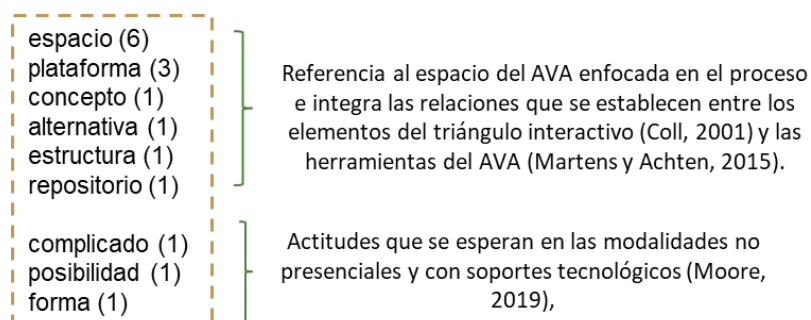 espacio (6)
plataforma (3)
concepto (1)
alternativa (1)
estructura (1)
repositorio (1)
Referencia al espacio del AVA enfocada en el proceso
e integra las relaciones que se establecen entre los
elementos del triángulo interactivo (Coll, 2001) y las
herramientas del AVA (Martens y Achten, 2015).
complicado (1)
posibilidad (1)
forma (1)
Actitudes que se esperan en las modalidades no
presenciales y con soportes tecnológicos (Moore,
2019),